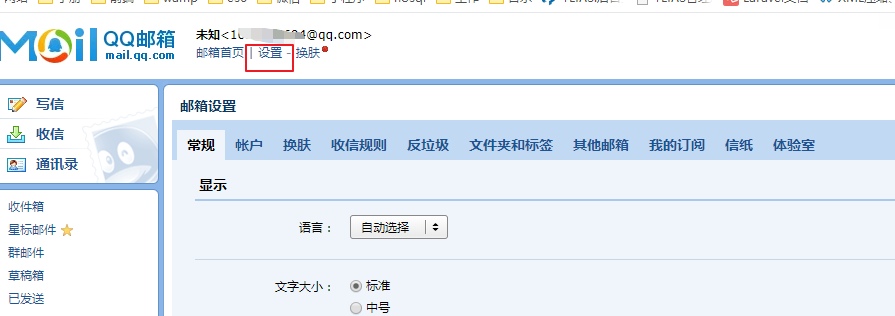 QQ邮箱
mail.qq.com
未知<10 594@qq.com>
邮箱首页 | 设置 - 换肤
写信
收信
通讯录
收件箱
星标邮件
群邮件
草稿箱
已发送
邮箱设置
常规 帐户 换肤 收信规则 反垃圾 文件夹和标签 其他邮箱 我的订阅 信纸 体验室
显示
语言： 自动选择
文字大小： 标准
中号